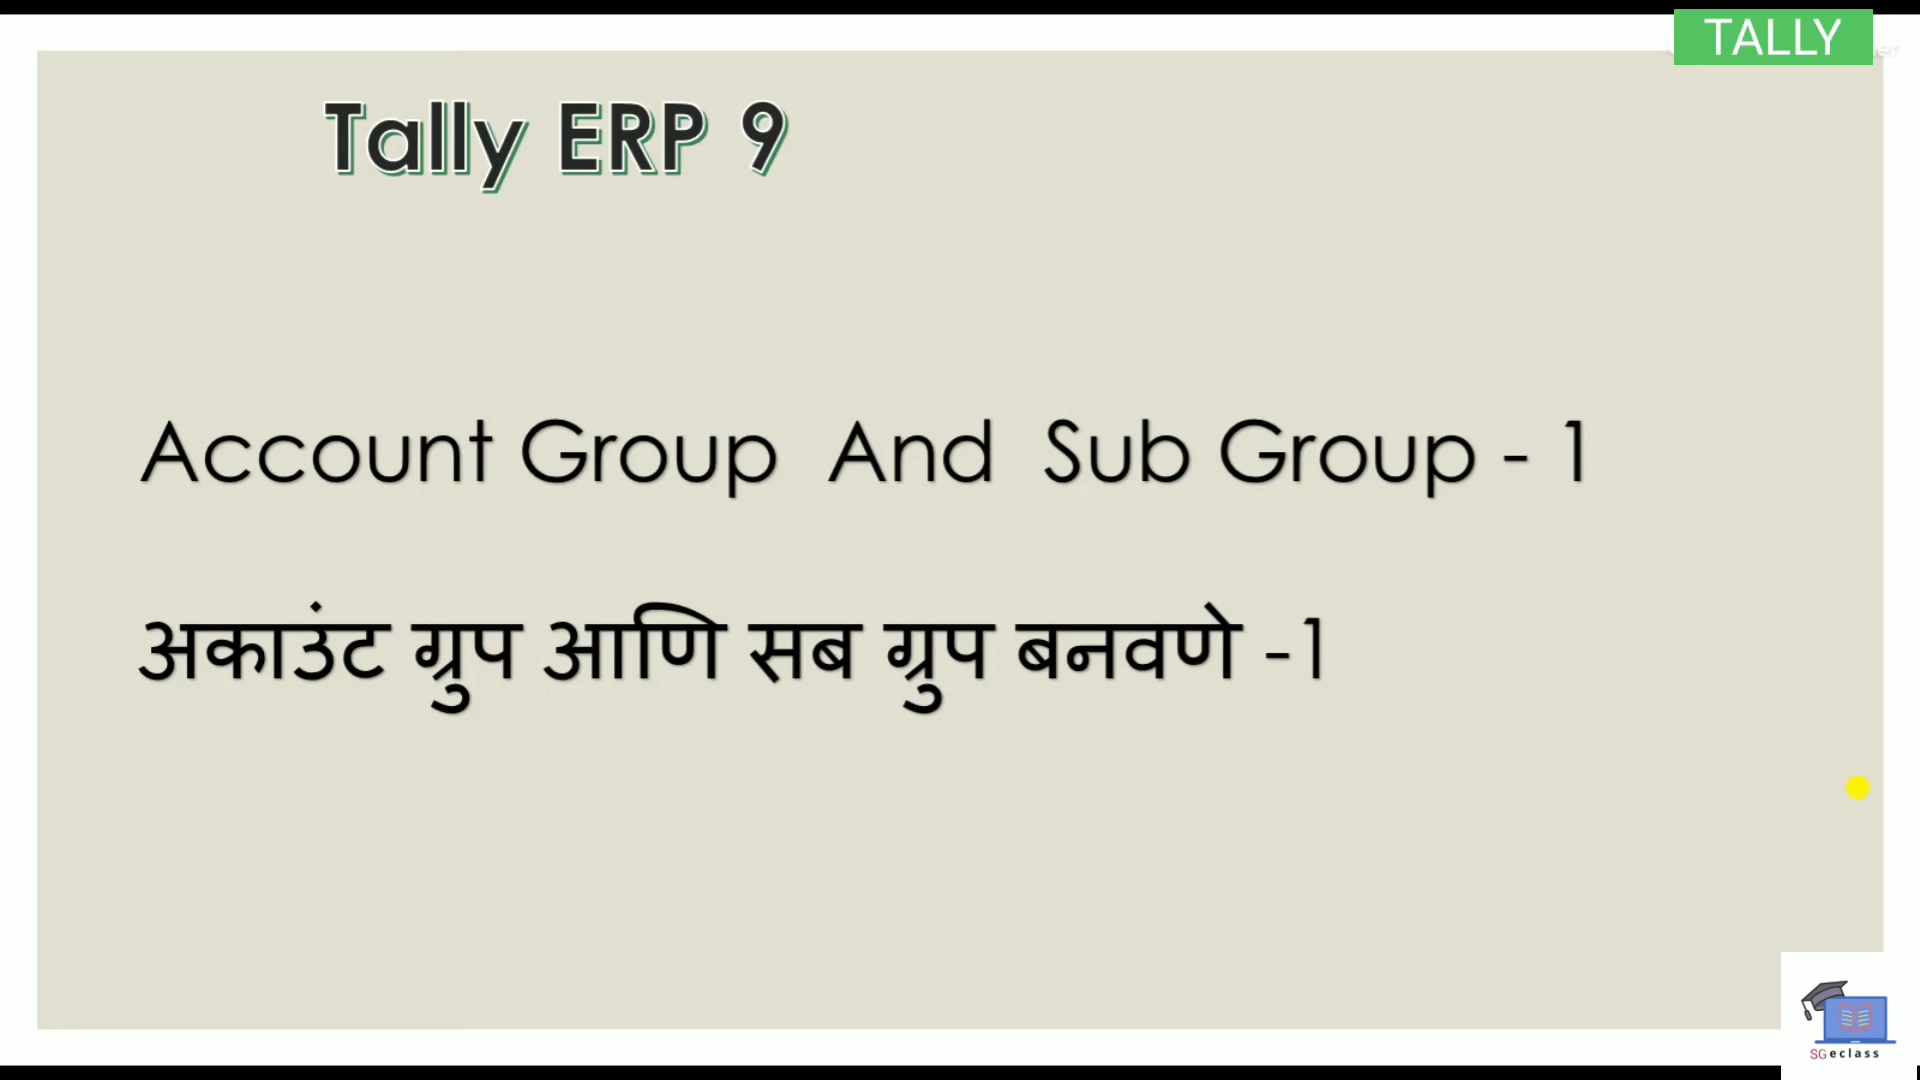 TALLY
Tally ERP 9
Account Group And Sub Group - 1
अकाउंट ग्रुप आणि सब ग्रुप बनवणे -1
SGeclass